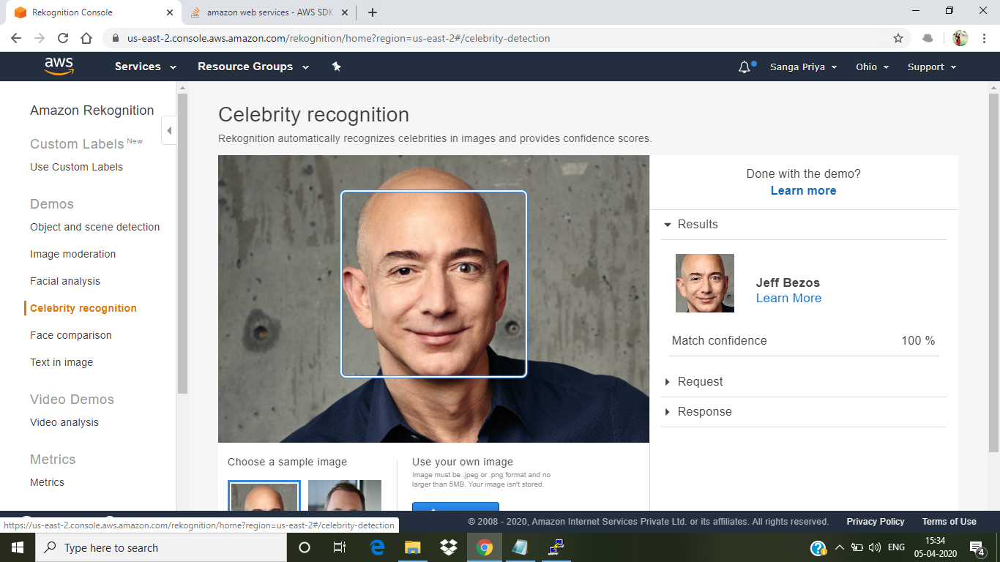 Rekognition Console
amazon web services - AWS SDK
us-east-2.console.aws.amazon.com/rekognition/home?region=us-east-2#/celebrity-detection
aws
Services
Resource Groups
Sanga Priya
Ohio
Support
Amazon Rekognition
Custom Labels New
Use Custom Labels
Demos
Object and scene detection
Image moderation
Facial analysis
Celebrity recognition
Face comparison
Text in image
Video Demos
Video analysis
Metrics
Metrics
Celebrity recognition
Rekognition automatically recognizes celebrities in images and provides confidence scores.
Done with the demo?
Learn more
Results
Jeff Bezos
Learn More
Match confidence 100 %
Request
Response
Choose a sample image
Use your own image
Image must be .jpeg or .png format and no
larger than 5MB. Your image isn't stored.
https://us-east-2.console.aws.amazon.com/rekognition/home?region=us-east-2#/celebrity-detection
© 2008 - 2020, Amazon Internet Services Private Ltd. or its affiliates. All rights reserved.
Privacy Policy
Terms of Use
Type here to search
ENG
15:34
05-04-2020
4